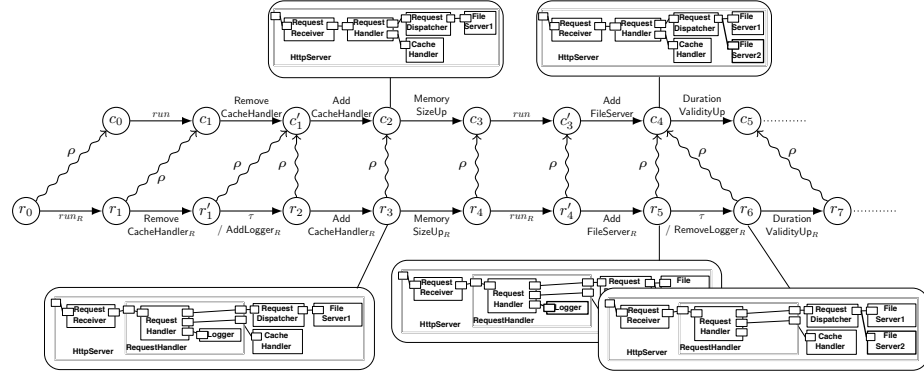 Request
Receiver
Request
Handler
Request
Dispatcher
File
Server1
Cache
Handler
HttpServer
Request
Receiver
Request
Handler
Request
Dispatcher
File
Server1
Cache
Handler
File
Server2
HttpServer
c0 run c1 Remove CacheHandler c′1 Add CacheHandler c2 Memory SizeUp c3 run c′3 Add FileServer c4 Duration ValidityUp c5
ρ ρ ρ ρ ρ ρ ρ ρ ρ ρ
r0 runR r1 Remove CacheHandlerR r′1 τ / AddLoggerR r2 Add CacheHandlerR r3 Memory SizeUpR r4 runR r′4 Add FileServerR r5 τ / RemoveLoggerR r6 Duration ValidityUpR r7
Request
Receiver
Request
Handler
Logger
Request
Dispatcher
File
Server1
Cache
Handler
HttpServer
RequestHandler
Request
Receiver
Request
Handler
Logger
Request
File
HttpServer
RequestHandler
Request
Receiver
Request
Handler
Request
Dispatcher
File
Server1
Cache
Handler
File
Server2
HttpServer
RequestHandler